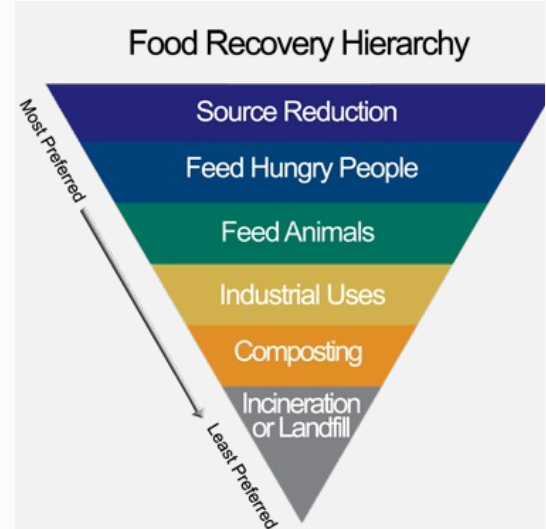 Food Recovery Hierarchy
Most Preferred
Source Reduction
Feed Hungry People
Feed Animals
Industrial Uses
Composting
Incineration
or Landfill
Least Preferred